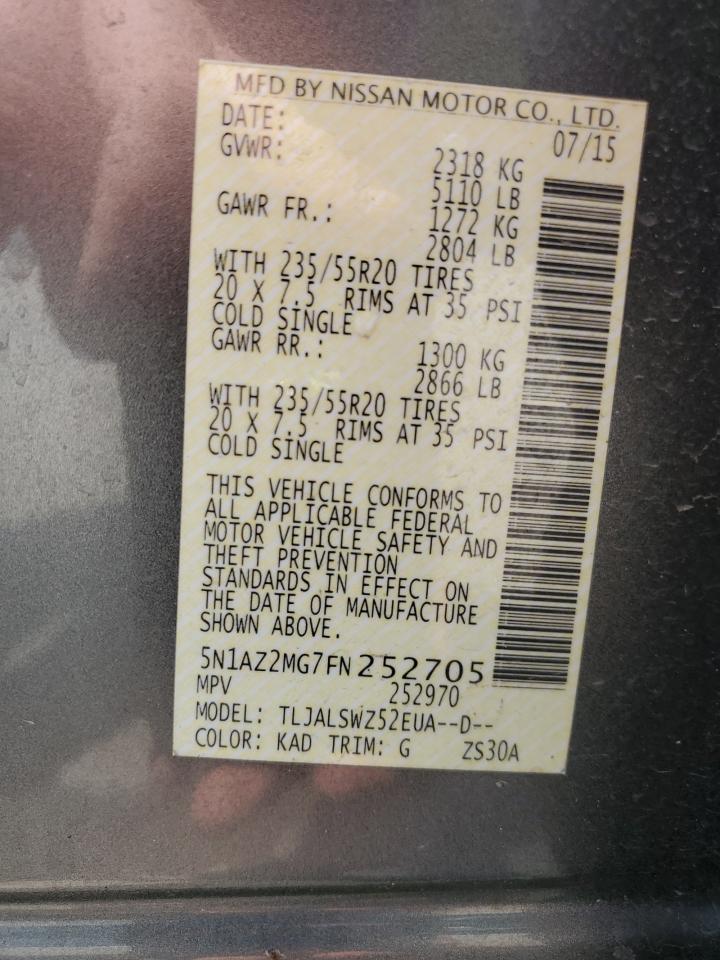 MFD BY NISSAN MOTOR CO., LTD.
DATE: 07/15
GVWR: 2318 KG
5110 LB
GAWR FR.: 1272 KG
2804 LB
WITH 235/55R20 TIRES
20 X 7.5 RIMS AT 35 PSI
COLD SINGLE
GAWR RR.: 1300 KG
2866 LB
WITH 235/55R20 TIRES
20 X 7.5 RIMS AT 35 PSI
COLD SINGLE
THIS VEHICLE CONFORMS TO
ALL APPLICABLE FEDERAL
MOTOR VEHICLE SAFETY AND
THEFT PREVENTION
STANDARDS IN EFFECT ON
THE DATE OF MANUFACTURE
SHOWN ABOVE.
5N1AZ2MG7FN252705
MPV 252970
MODEL: TLJALSWZ52EUA--D--
COLOR: KAD TRIM: G ZS30A